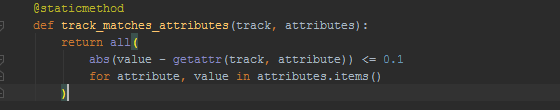 @staticmethod
def track_matches_attributes(track, attributes):
return all(
abs(value - getattr(track, attribute)) <= 0.1
for attribute, value in attributes.items()
)